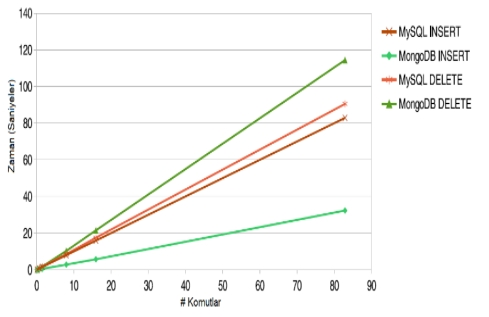 140
120
100
80
60
40
20
0
Zaman (Saniyeler)
0 10 20 30 40 50 60 70 80 90
# Komutlar
MySQL INSERT
MongoDB INSERT
MySQL DELETE
MongoDB DELETE